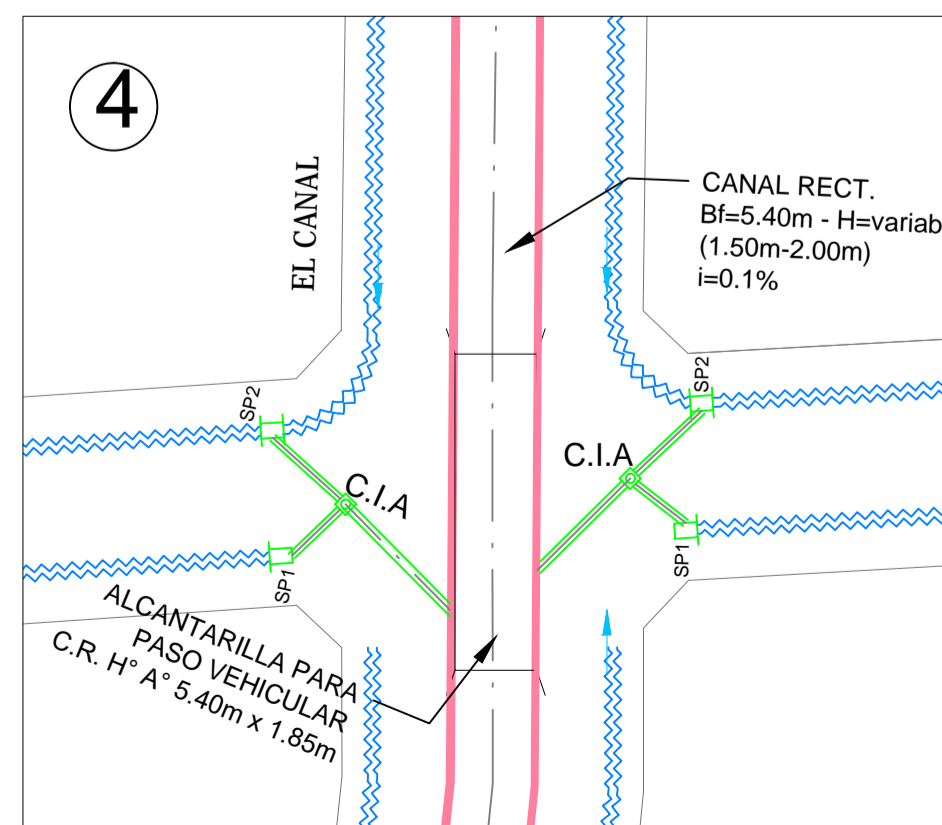 4
EL CANAL
CANAL RECT.
Bf=5.40m - H=variab
(1.50m-2.00m)
i=0.1%
SP2
SP2
C.I.A
C.I.A
SP1
SP1
ALCANTARILLA PARA
PASO VEHICULAR
C.R. H° A° 5.40m x 1.85m